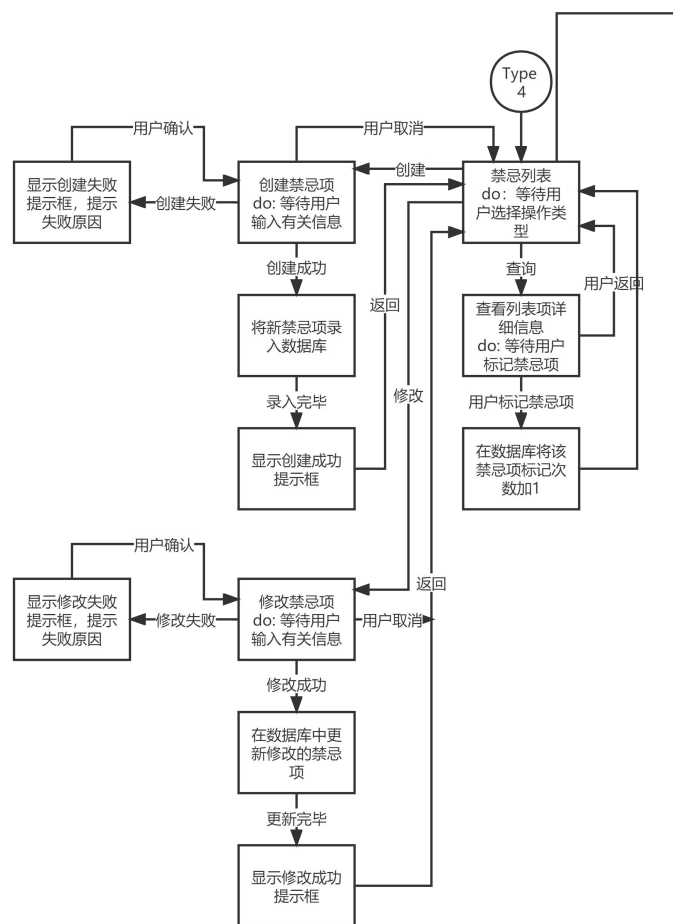 Type
4
用户确认
用户取消
显示创建失败
提示框，提示
失败原因
创建失败
创建禁忌项
do: 等待用户
输入有关信息
创建
禁忌列表
do：等待用
户选择操作类
型
创建成功
查询
用户返回
返回
将新禁忌项录
入数据库
查看列表项详
细信息
do: 等待用户
标记禁忌项
修改
录入完毕
用户标记禁忌项
显示创建成功
提示框
在数据库将该
禁忌项标记次
数加1
用户确认
返回
显示修改失败
提示框，提示
失败原因
修改失败
修改禁忌项
do: 等待用户
输入有关信息
用户取消
修改成功
在数据库中更
新修改的禁忌
项
更新完毕
显示修改成功
提示框